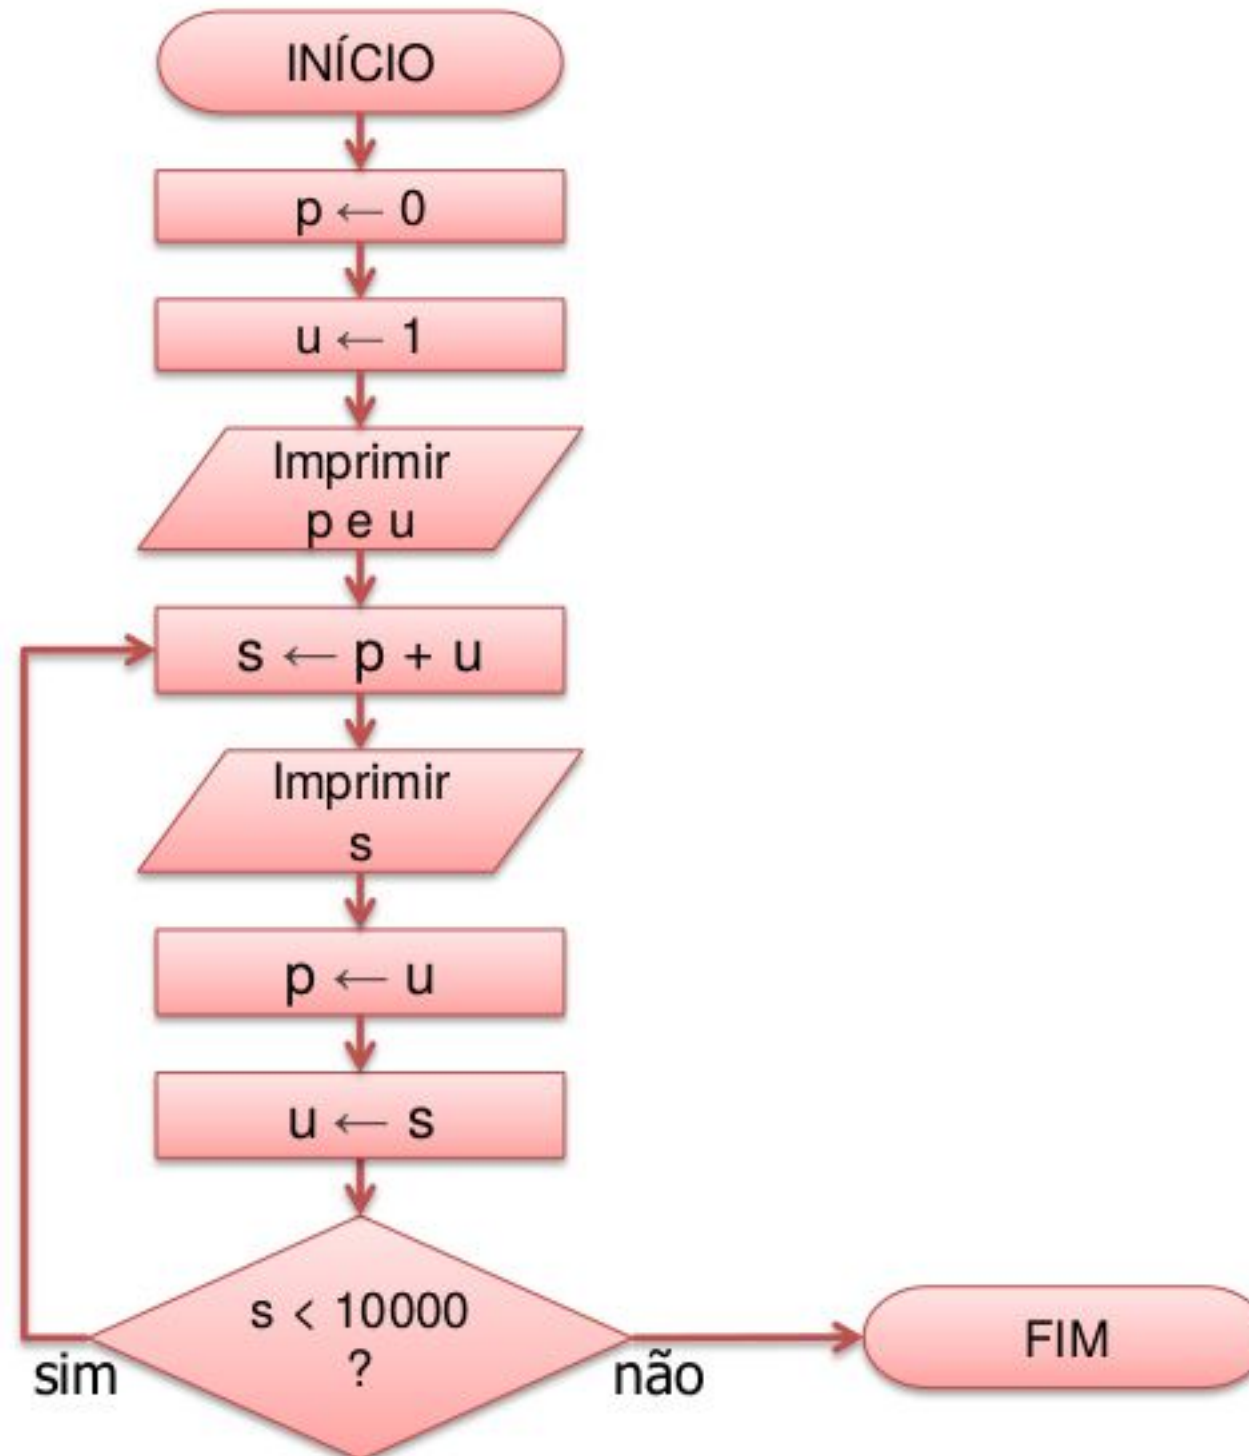 INÍCIO
p ← 0
u ← 1
Imprimir
p e u
s ← p + u
Imprimir
s
p ← u
u ← s
s < 10000
?
sim
não
FIM